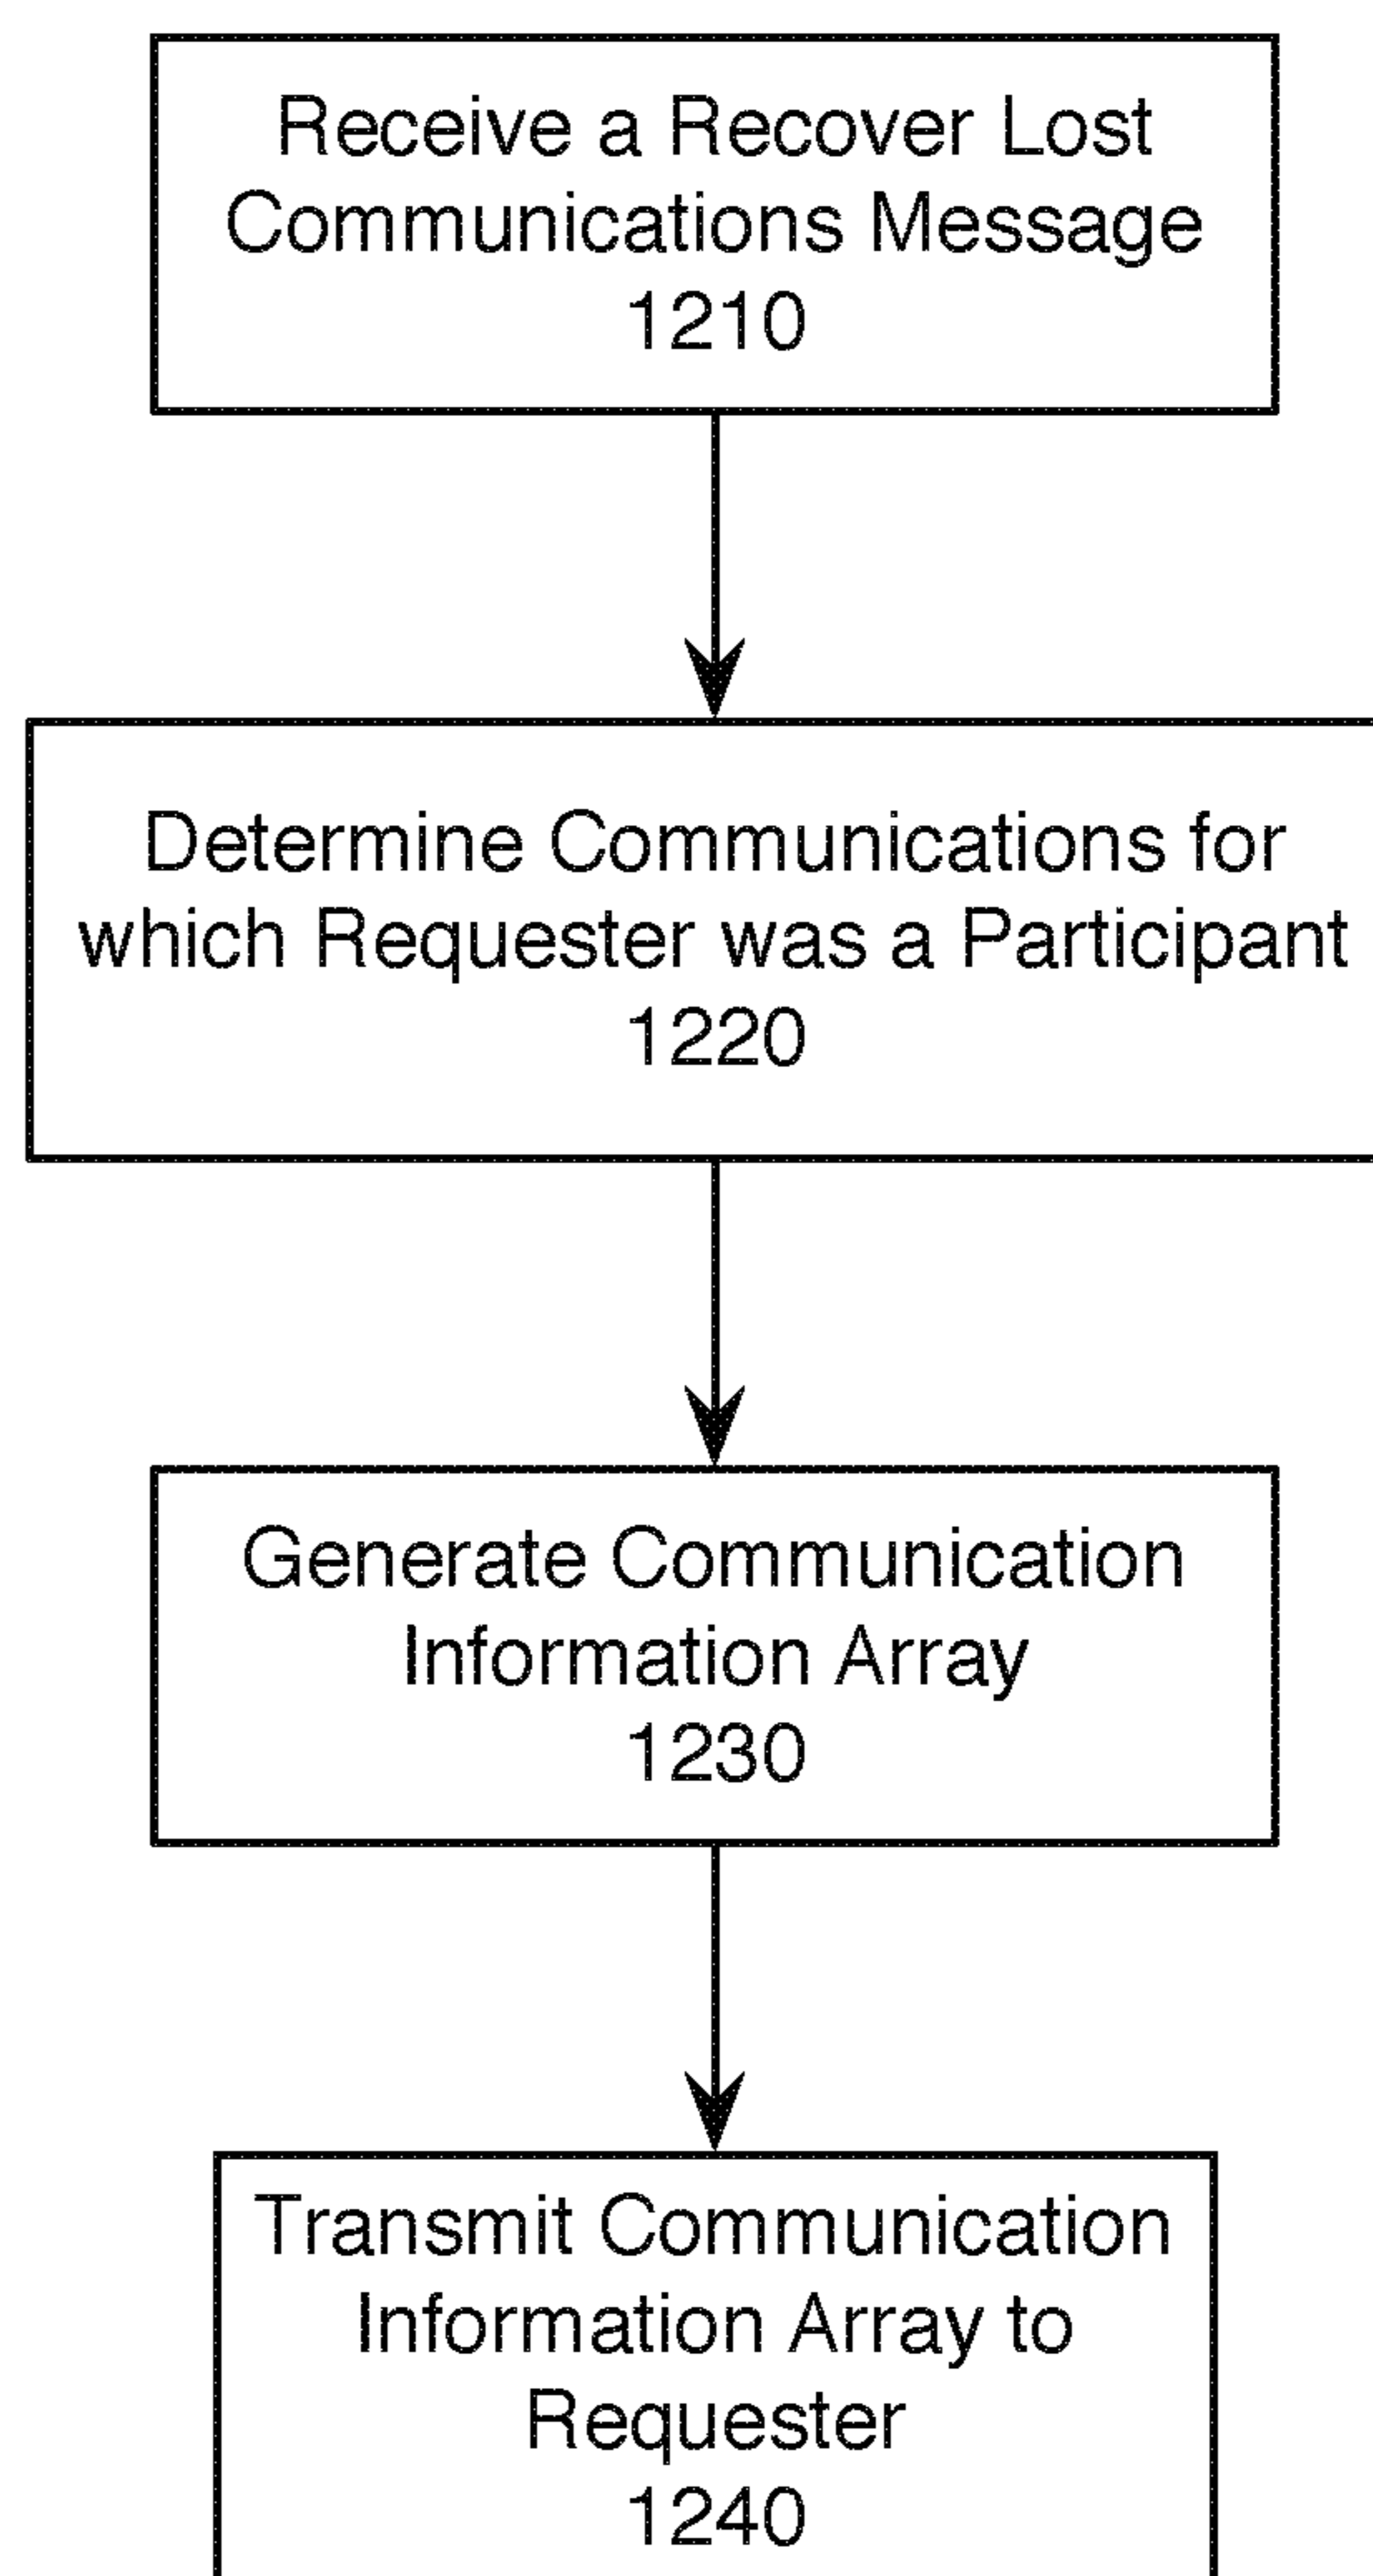 Receive a Recover Lost
Communications Message
1210
Determine Communications for
which Requester was a Participant
1220
Generate Communication
Information Array
1230
Transmit Communication
Information Array to
Requester
1240